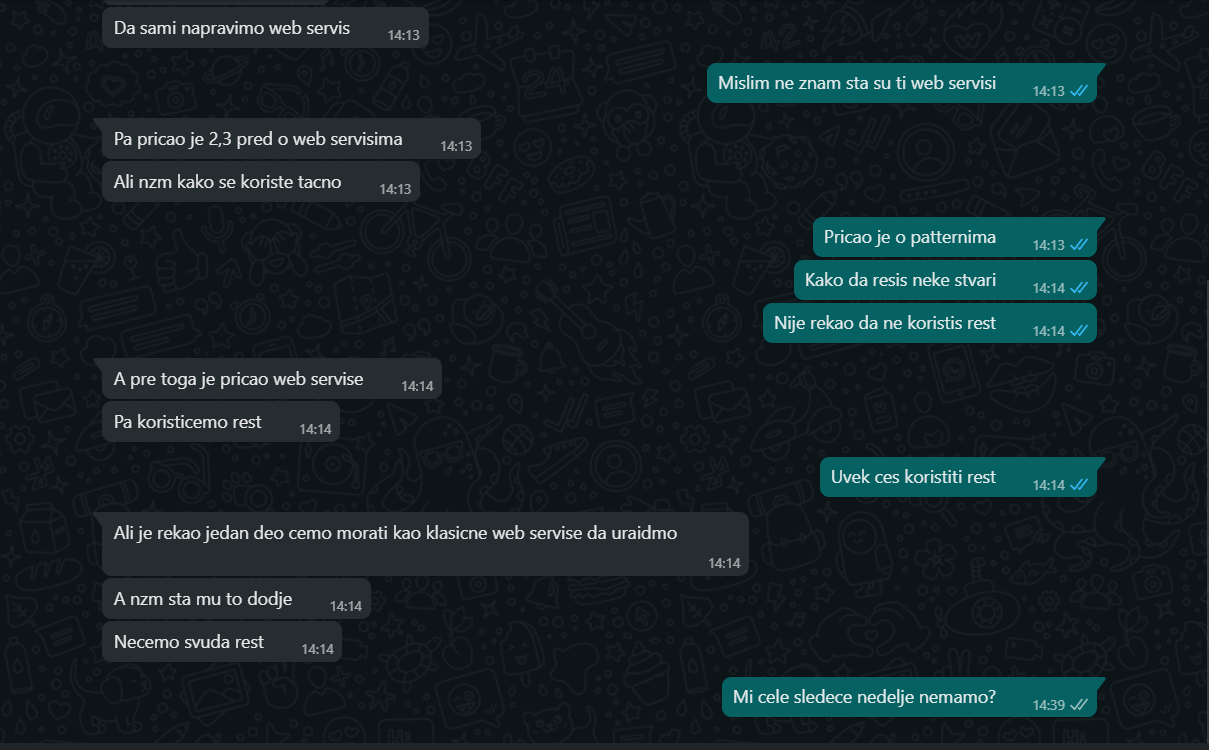 Da sami napravimo web servis 14:13
Mislim ne znam sta su ti web servisi 14:13
Pa pricao je 2,3 pred o web servisima 14:13
Ali nzm kako se koriste tacno 14:13
Pricao je o patternima 14:13
Kako da resis neke stvari 14:14
Nije rekao da ne koristis rest 14:14
A pre toga je pricao web servise 14:14
Pa koristicemo rest 14:14
Uvek ces koristiti rest 14:14
Ali je rekao jedan deo cemo morati kao klasicne web servise da uraidmo
14:14
A nzm sta mu to dodje 14:14
Necemo svuda rest 14:14
Mi cele sledece nedelje nemamo? 14:39